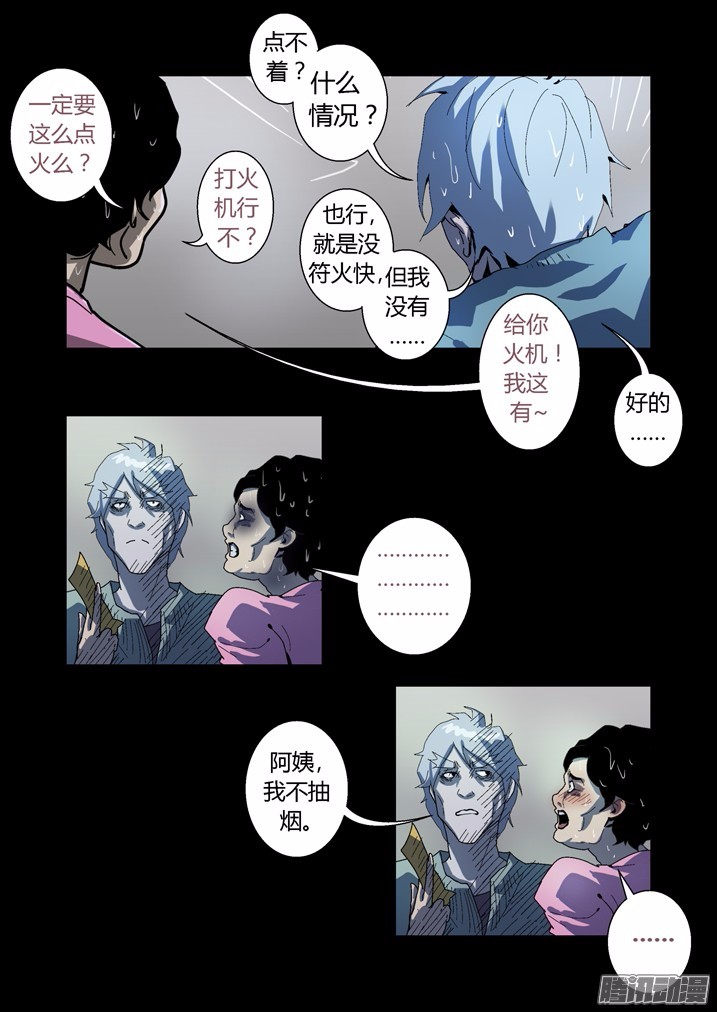 点不
着？
什么
情况？
一定要
这么点
火么？
打火
机行
不？
也行，
就是没
符火快，
但我
没有
……
给你
火机！
我这
有~
好的
……
…………
…………
…………
阿姨，
我不抽
烟。
……
腾讯动漫